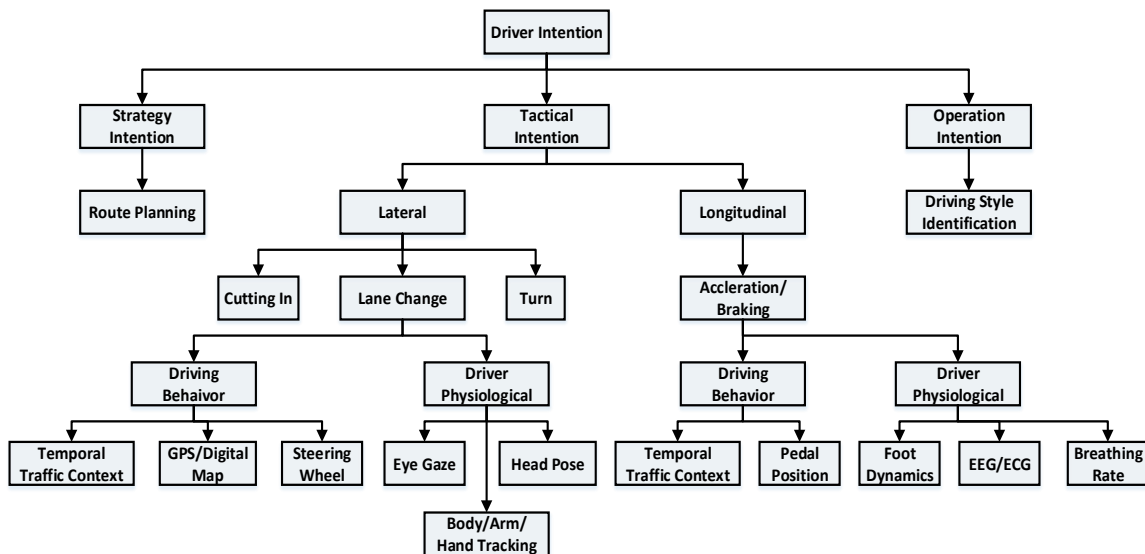 Driver Intention
Strategy
Intention
Tactical
Intention
Operation
Intention
Route Planning
Lateral
Longitudinal
Driving Style
Identification
Cutting In
Lane Change
Turn
Accleration/
Braking
Driving
Behaivor
Driver
Physiological
Driving
Behavior
Driver
Physiological
Temporal
Traffic Context
GPS/Digital
Map
Steering
Wheel
Eye Gaze
Head Pose
Temporal
Traffic Context
Pedal
Position
Foot
Dynamics
EEG/ECG
Breathing
Rate
Body/Arm/
Hand Tracking